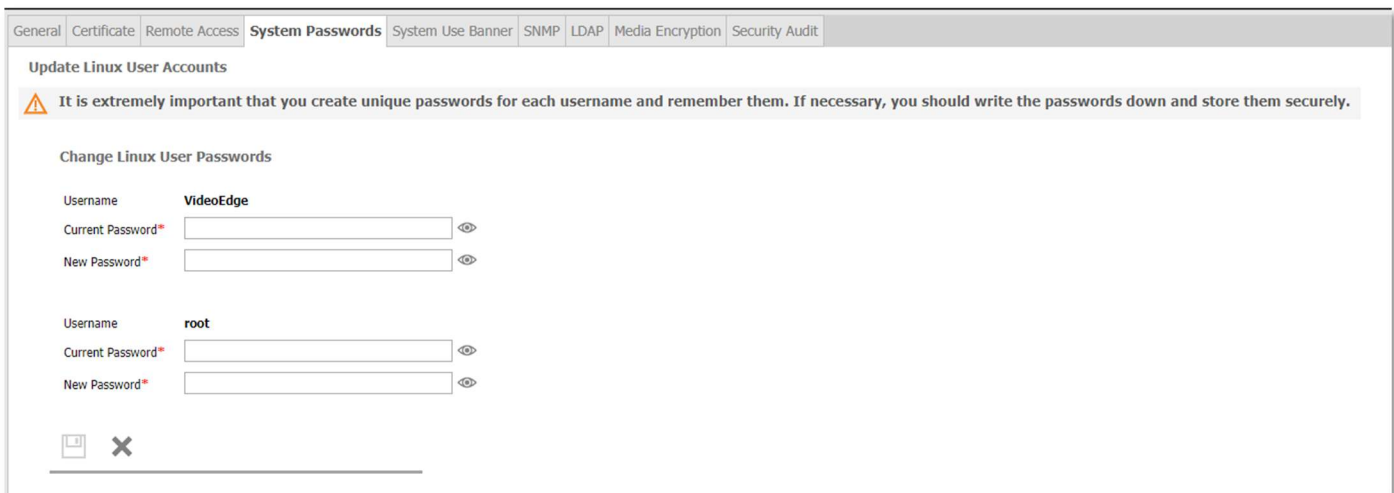 General Certificate Remote Access System Passwords System Use Banner SNMP LDAP Media Encryption Security Audit
Update Linux User Accounts
It is extremely important that you create unique passwords for each username and remember them. If necessary, you should write the passwords down and store them securely.
Change Linux User Passwords
Username VideoEdge
Current Password*
New Password*
Username root
Current Password*
New Password*